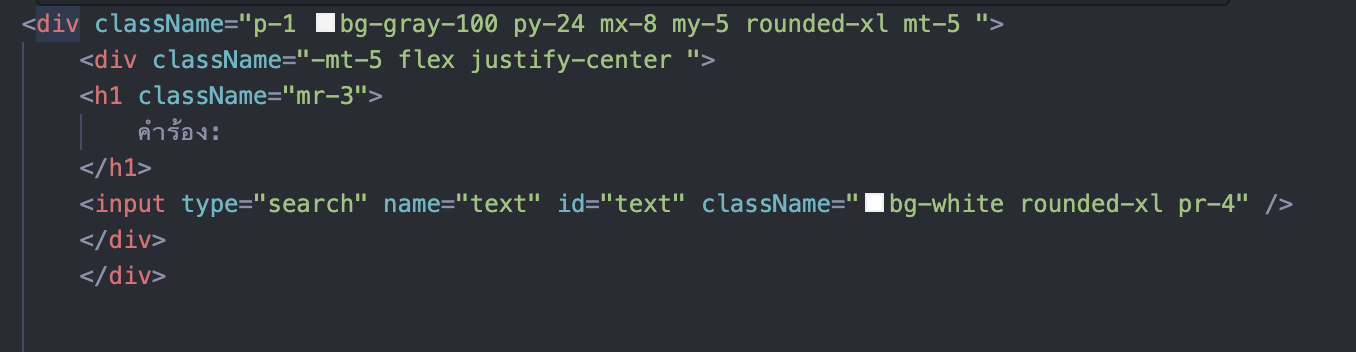 <div className="p-1 bg-gray-100 py-24 mx-8 my-5 rounded-xl mt-5 ">
<div className="-mt-5 flex justify-center ">
<h1 className="mr-3">
คำร้อง:
</h1>
<input type="search" name="text" id="text" className="bg-white rounded-xl pr-4" />
</div>
</div>